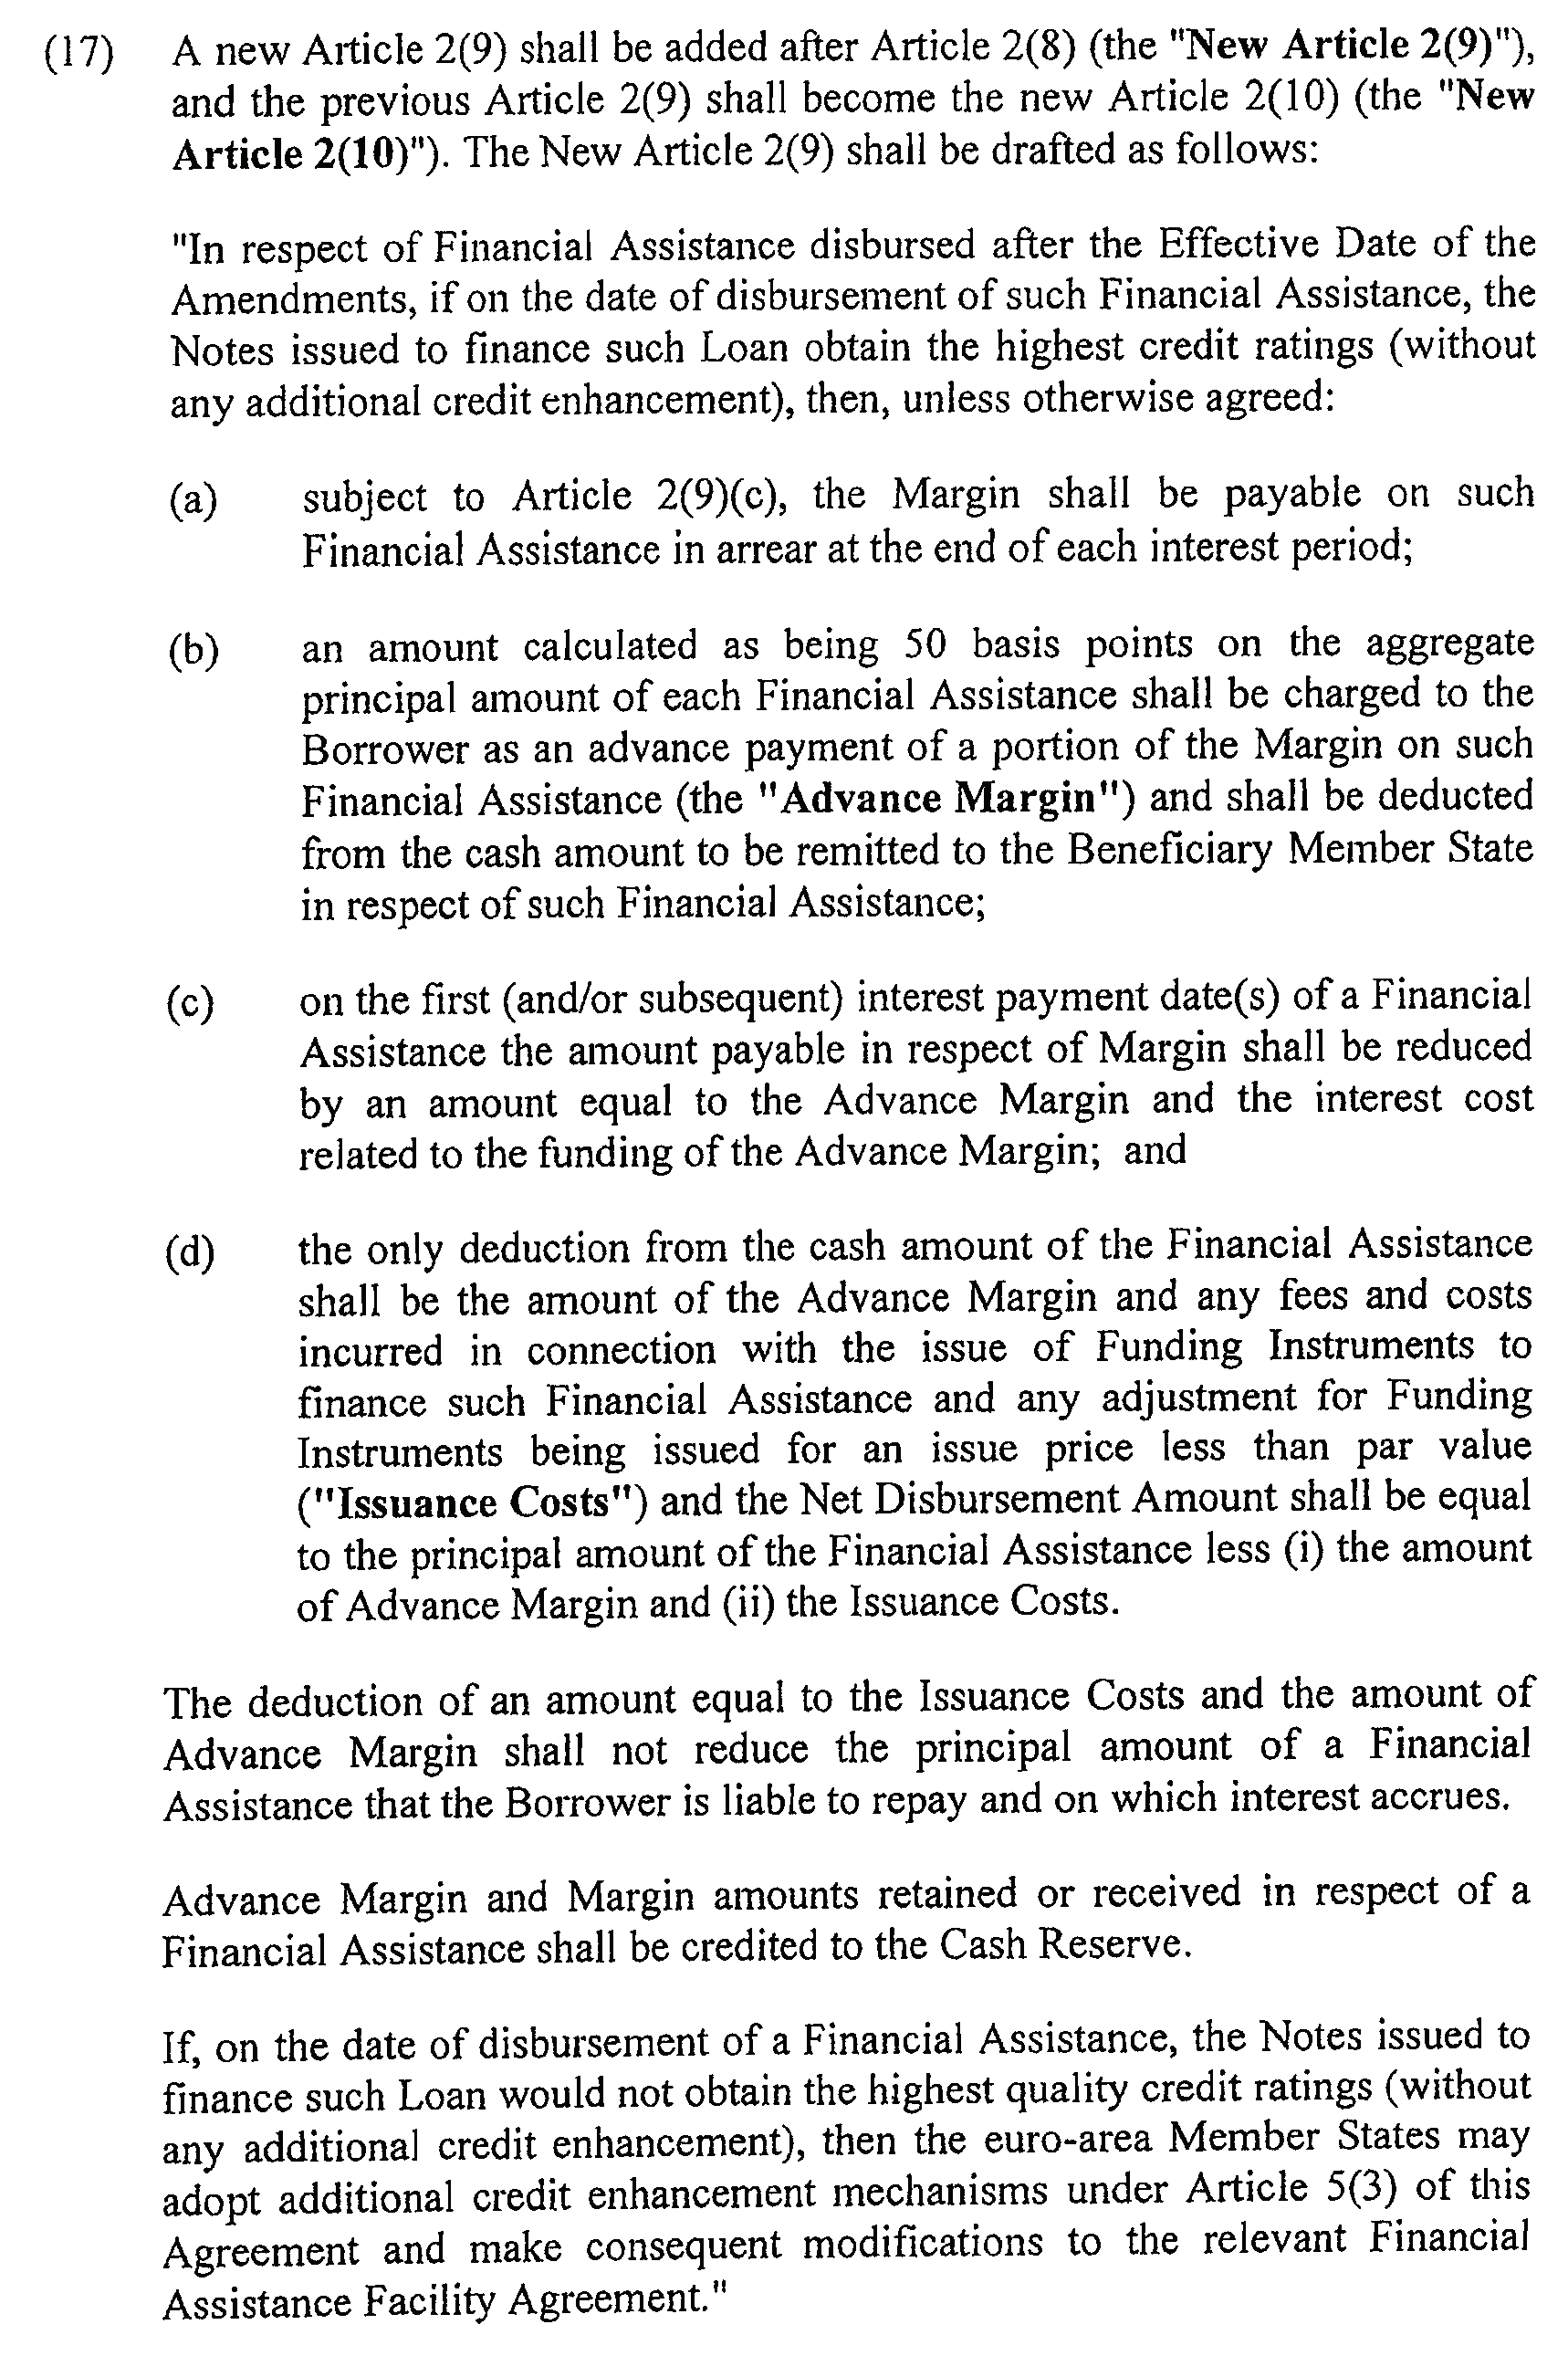 (17) A new Article 2(9) shall be added after Article 2(8) (the "New Article 2(9)"),
and the previous Article 2(9) shall become the new Article 2(10) (the "New
Article 2(10)"). The New Article 2(9) shall be drafted as follows:
"In respect of Financial Assistance disbursed after the Effective Date of the
Amendments, if on the date of disbursement of such Financial Assistance, the
Notes issued to finance such Loan obtain the highest credit ratings (without
any additional credit enhancement), then, unless otherwise agreed:
(a) subject to Article 2(9)(c), the Margin shall be payable on such
Financial Assistance in arrear at the end of each interest period;
(b) an amount calculated as being 50 basis points on the aggregate
principal amount of each Financial Assistance shall be charged to the
Borrower as an advance payment of a portion of the Margin on such
Financial Assistance (the "Advance Margin") and shall be deducted
from the cash amount to be remitted to the Beneficiary Member State
in respect of such Financial Assistance;
(c) on the first (and/or subsequent) interest payment date(s) of a Financial
Assistance the amount payable in respect of Margin shall be reduced
by an amount equal to the Advance Margin and the interest cost
related to the funding of the Advance Margin; and
(d) the only deduction from the cash amount of the Financial Assistance
shall be the amount of the Advance Margin and any fees and costs
incurred in connection with the issue of Funding Instruments to
finance such Financial Assistance and any adjustment for Funding
Instruments being issued for an issue price less than par value
("Issuance Costs") and the Net Disbursement Amount shall be equal
to the principal amount of the Financial Assistance less (i) the amount
of Advance Margin and (ii) the Issuance Costs.
The deduction of an amount equal to the Issuance Costs and the amount of
Advance Margin shall not reduce the principal amount of a Financial
Assistance that the Borrower is liable to repay and on which interest accrues.
Advance Margin and Margin amounts retained or received in respect of a
Financial Assistance shall be credited to the Cash Reserve.
If, on the date of disbursement of a Financial Assistance, the Notes issued to
finance such Loan would not obtain the highest quality credit ratings (without
any additional credit enhancement), then the euro-area Member States may
adopt additional credit enhancement mechanisms under Article 5(3) of this
Agreement and make consequent modifications to the relevant Financial
Assistance Facility Agreement."